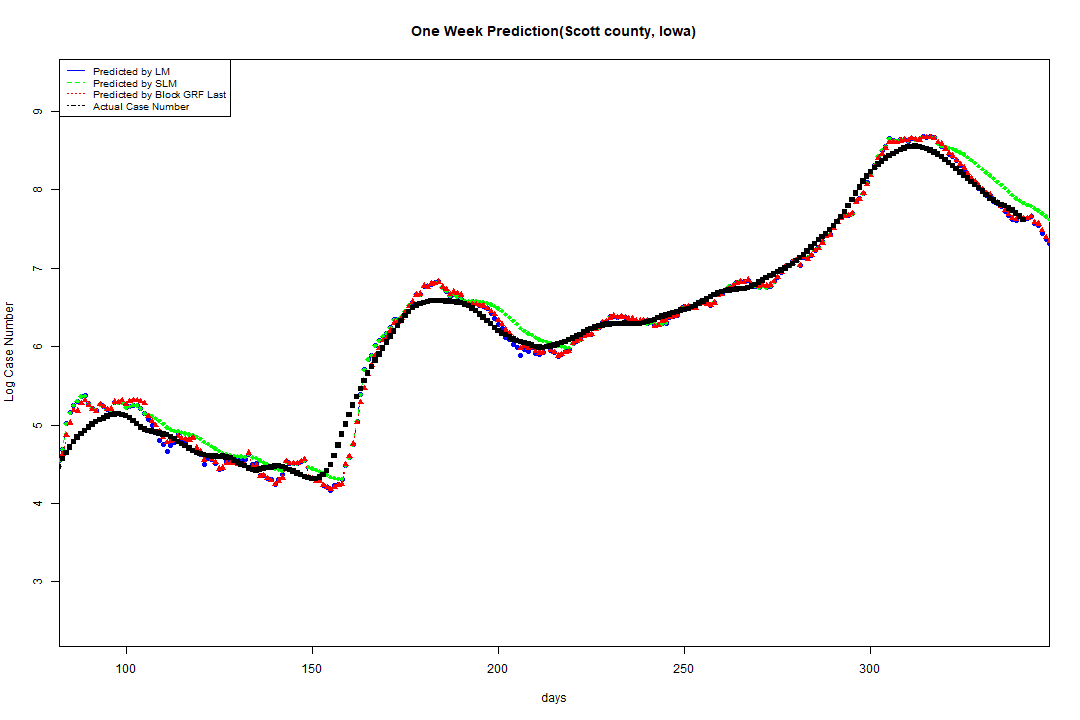 One Week Prediction(Scott county, Iowa)
Predicted by LM
Predicted by SLM
Predicted by Block GRF Last
Actual Case Number
Log Case Number
9
8
7
6
5
4
3
100 150 200 250 300
days